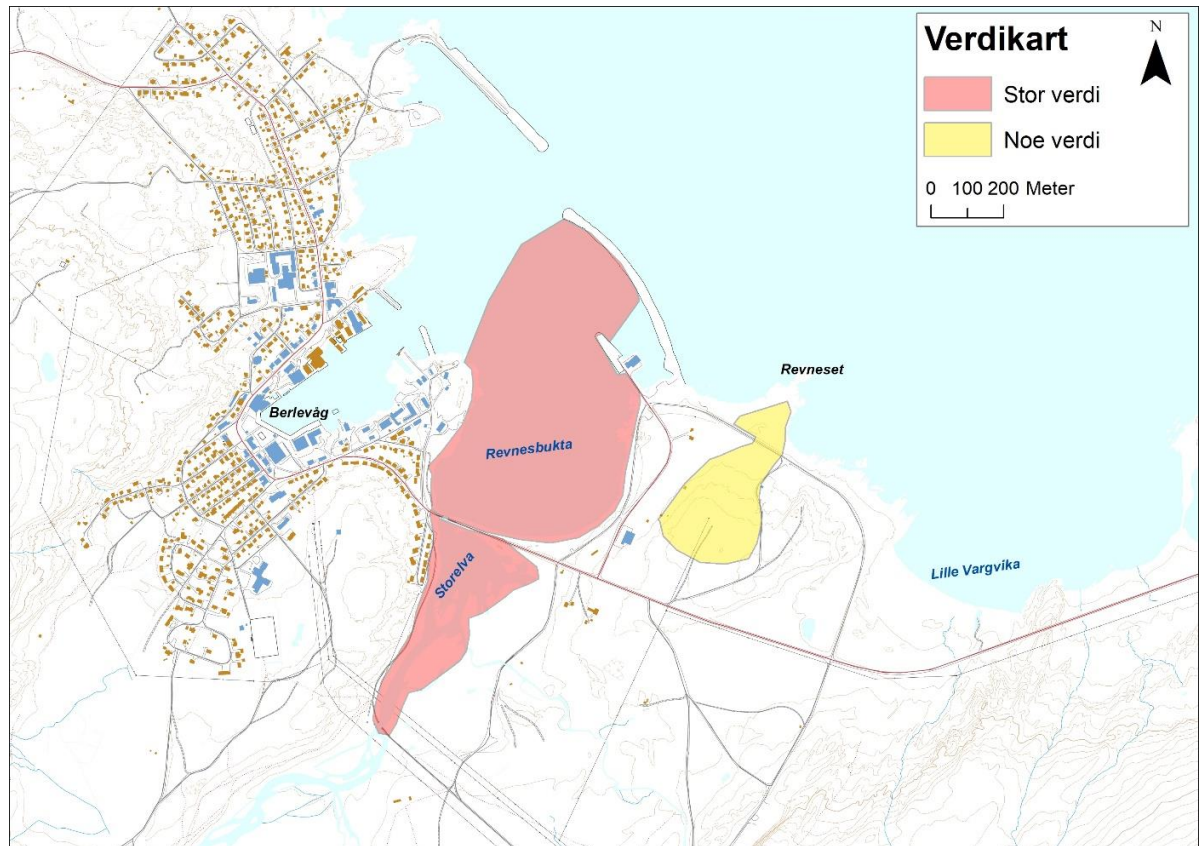 Verdikart
N
Stor verdi
Noe verdi
0 100 200 Meter
Revneset
Berlevåg
Revnesbukta
Storelva
Lille Vargvika